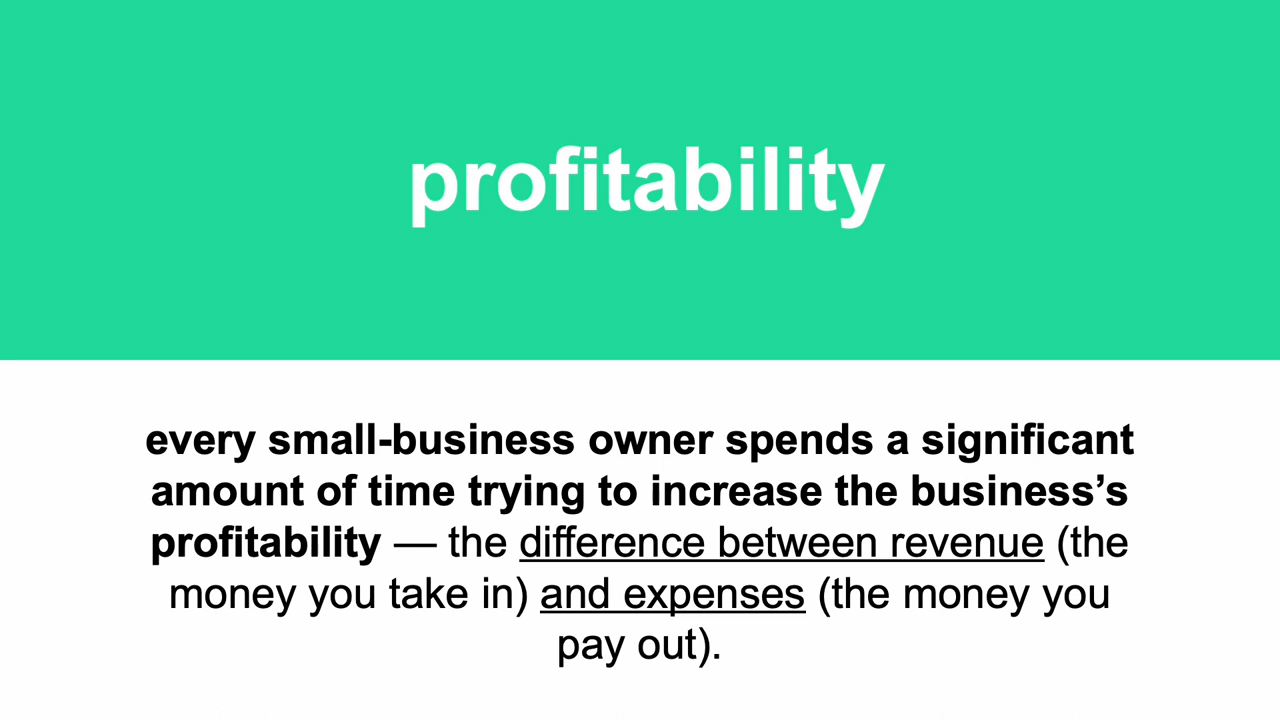 profitability
every small-business owner spends a significant
amount of time trying to increase the business’s
profitability — the difference between revenue (the
money you take in) and expenses (the money you
pay out).